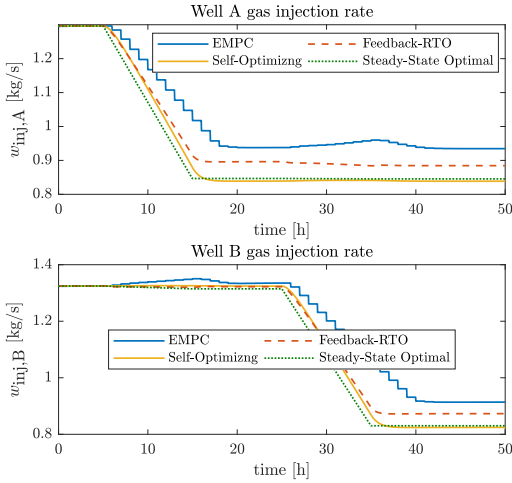 Well A gas injection rate
EMPC
Feedback-RTO
Self-Optimizng
Steady-State Optimal
1.2
1.1
1
0.9
0.8
w_inj,A [kg/s]
0 10 20 30 40 50
time [h]
Well B gas injection rate
1.4
1.2
1
0.8
w_inj,B [kg/s]
EMPC
Feedback-RTO
Self-Optimizng
Steady-State Optimal
0 10 20 30 40 50
time [h]